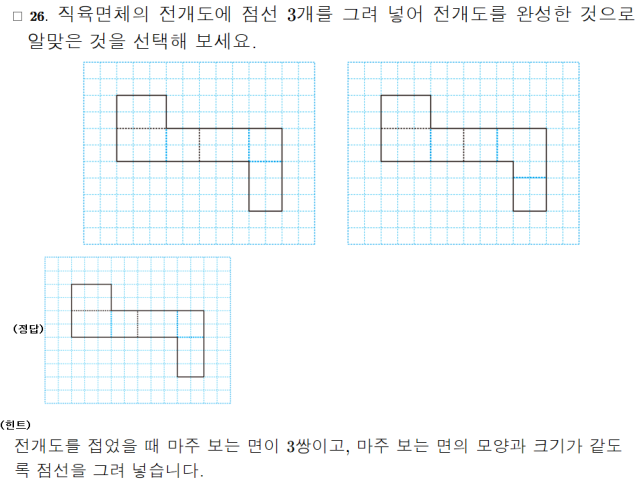 □ 26. 직육면체의 전개도에 점선 3개를 그려 넣어 전개도를 완성한 것으로
알맞은 것을 선택해 보세요.
(정답)
(힌트)
전개도를 접었을 때 마주 보는 면이 3쌍이고, 마주 보는 면의 모양과 크기가 같도
록 점선을 그려 넣습니다.